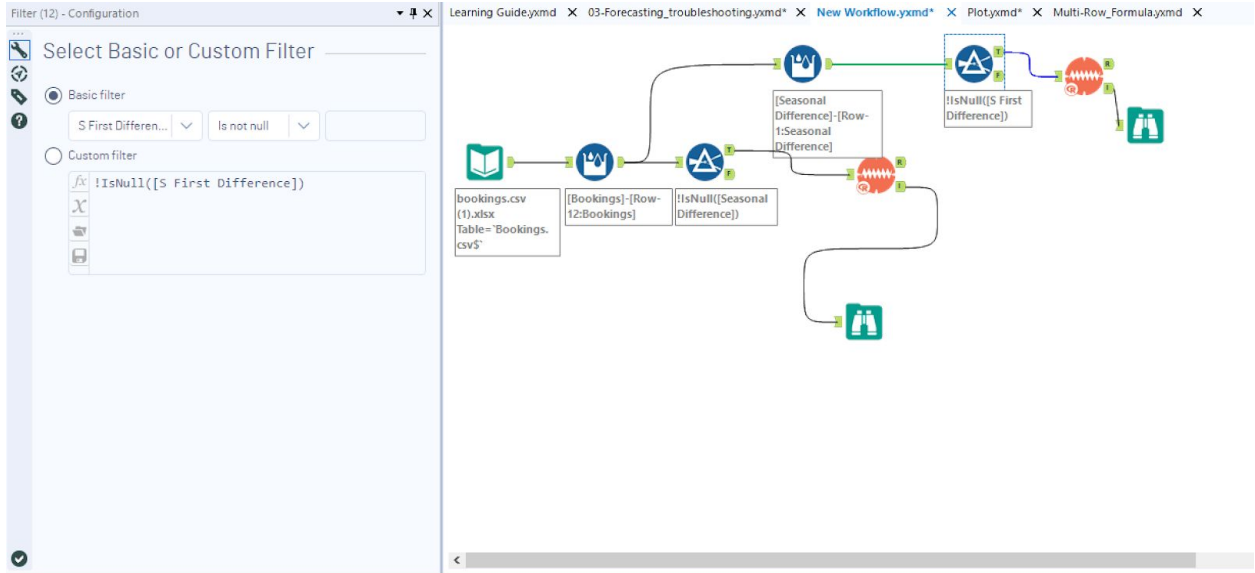 Filter (12) - Configuration
Learning Guide.yxmd
03-Forecasting_troubleshooting.yxmd*
New Workflow.yxmd*
Plot.yxmd*
Multi-Row_Formula.yxmd
Select Basic or Custom Filter
Basic filter
S First Differen...
Is not null
Custom filter
!IsNull([S First Difference])
[Seasonal
Difference]-[Row-
1:Seasonal
Difference]
T
F
!IsNull([S First
Difference])
R
I
bookings.csv
(1).xlsx
Table=`Bookings.
csv$`
[Bookings]-[Row-
12:Bookings]
T
F
!IsNull([Seasonal
Difference])
R
I